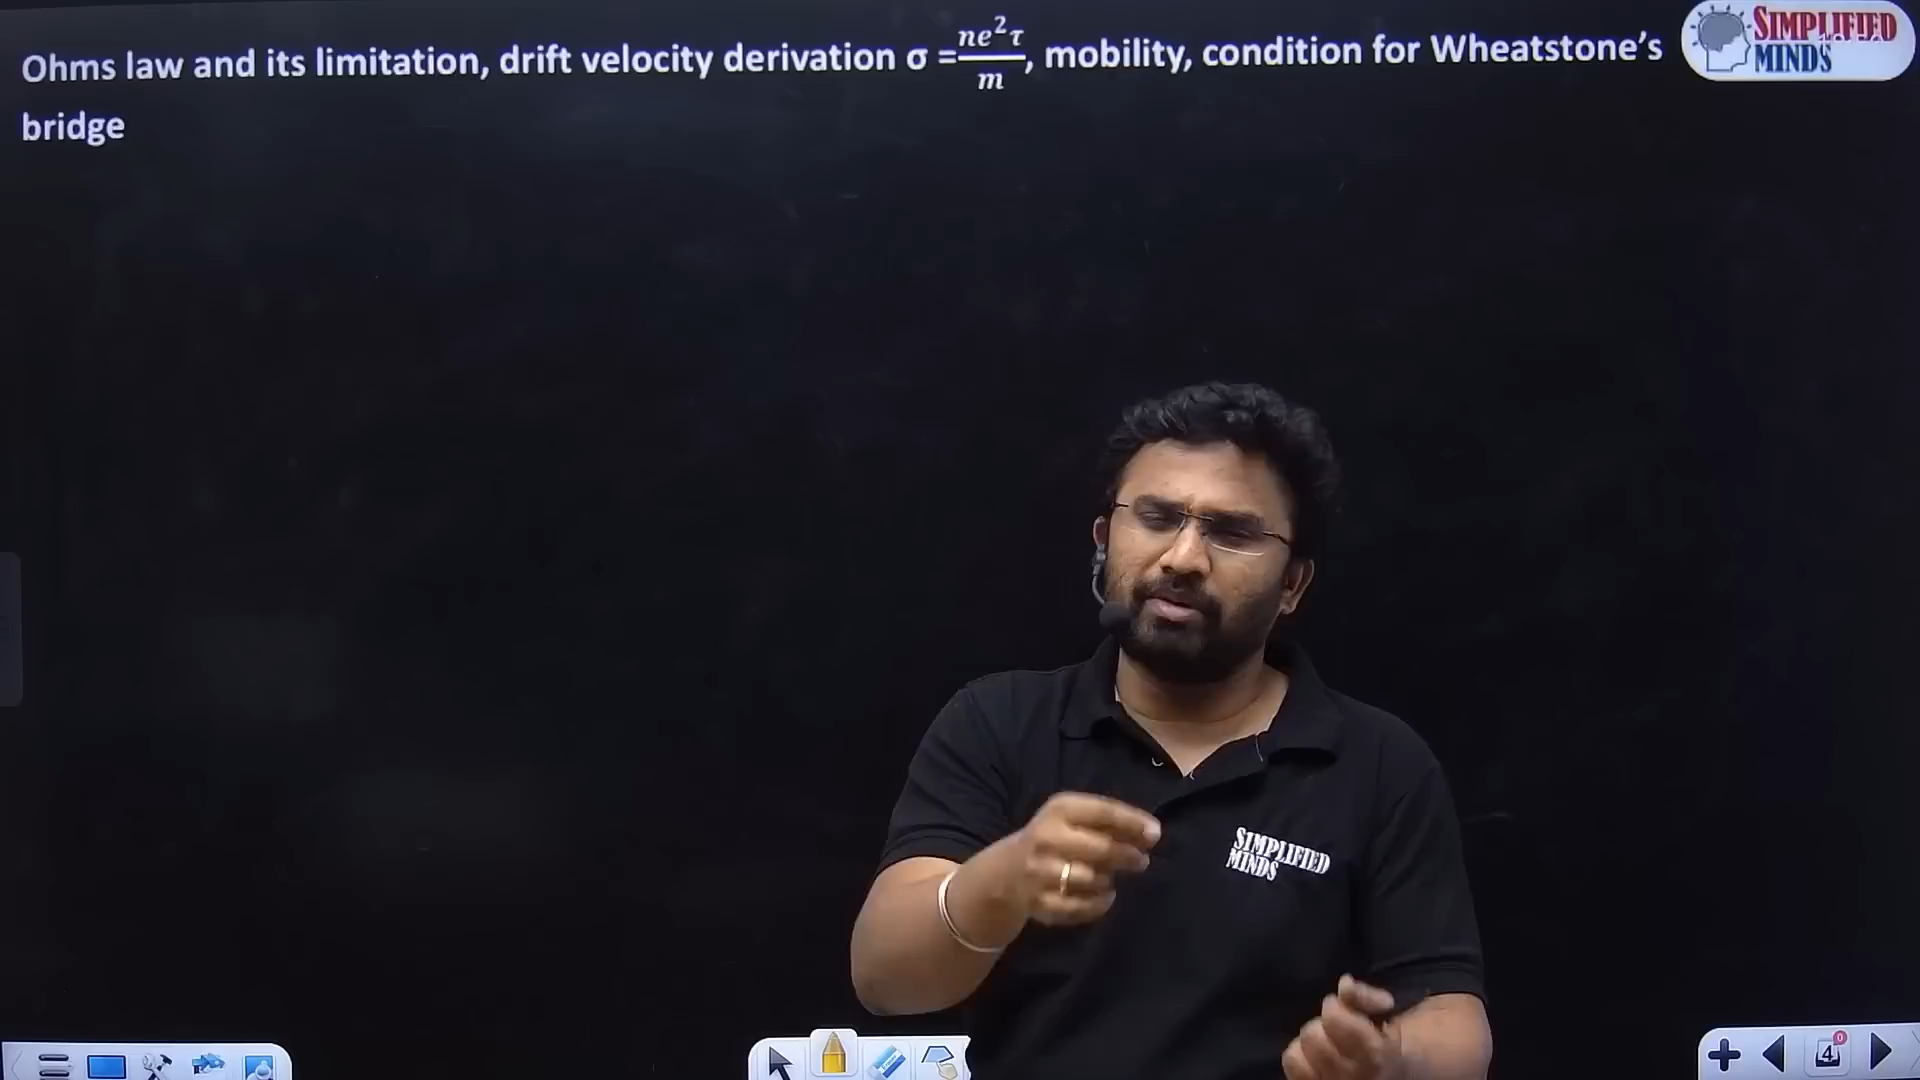 Ohms law and its limitation, drift velocity derivation σ =ne²τ/m, mobility, condition for Wheatstone's
bridge
SIMPLIFIED
MINDS
SIMPLIFIED
MINDS
4
0